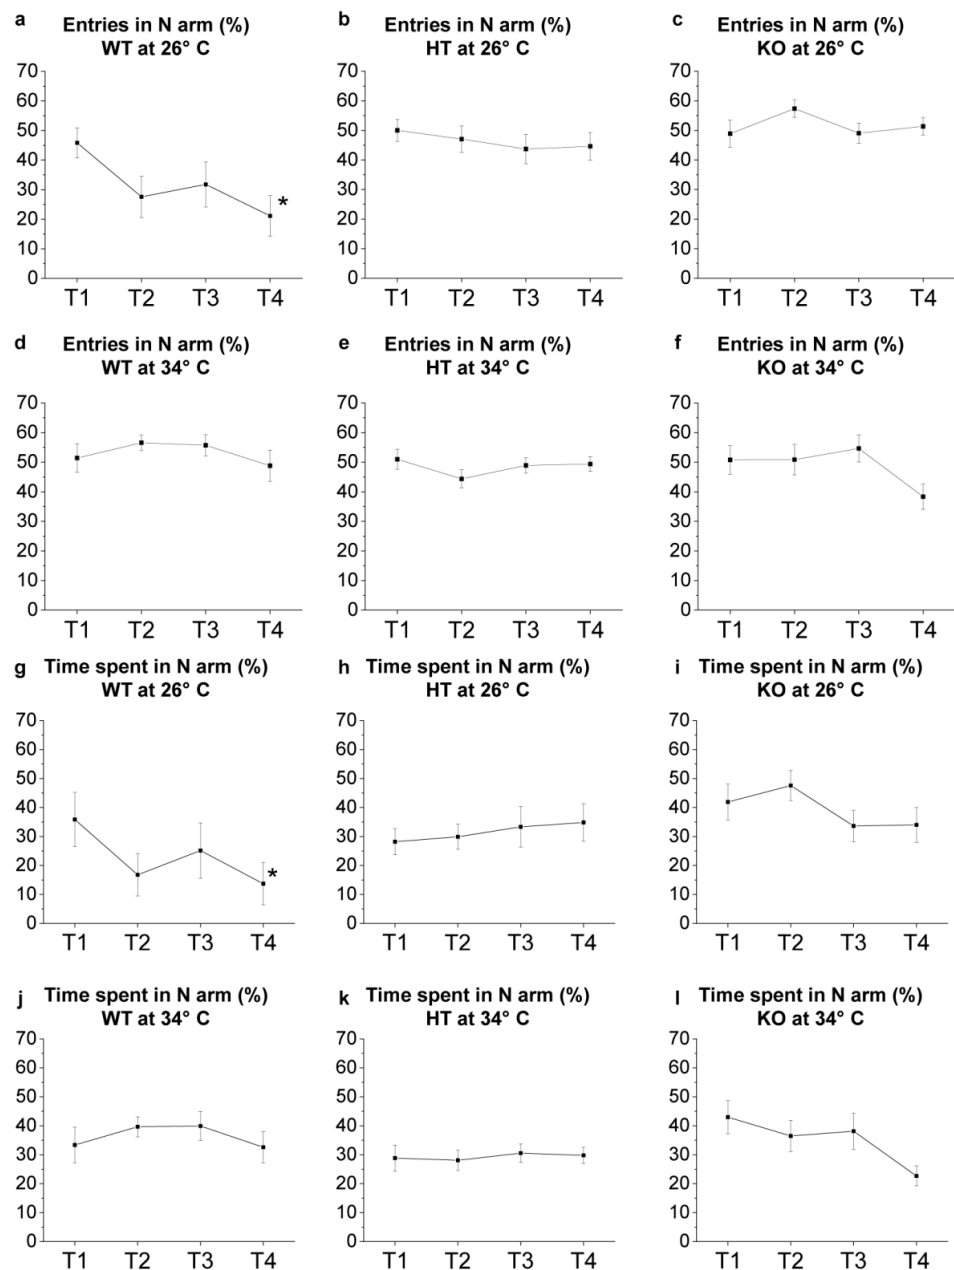 a Entries in N arm (%)
WT at 26° C
70
60
50
40
30
20
10
0
T1 T2 T3 T4
*
b Entries in N arm (%)
HT at 26° C
70
60
50
40
30
20
10
0
T1 T2 T3 T4
c Entries in N arm (%)
KO at 26° C
70
60
50
40
30
20
10
0
T1 T2 T3 T4
d Entries in N arm (%)
WT at 34° C
70
60
50
40
30
20
10
0
T1 T2 T3 T4
e Entries in N arm (%)
HT at 34° C
70
60
50
40
30
20
10
0
T1 T2 T3 T4
f Entries in N arm (%)
KO at 34° C
70
60
50
40
30
20
10
0
T1 T2 T3 T4
g Time spent in N arm (%)
WT at 26° C
70
60
50
40
30
20
10
0
T1 T2 T3 T4
*
h Time spent in N arm (%)
HT at 26° C
70
60
50
40
30
20
10
0
T1 T2 T3 T4
i Time spent in N arm (%)
KO at 26° C
70
60
50
40
30
20
10
0
T1 T2 T3 T4
j Time spent in N arm (%)
WT at 34° C
70
60
50
40
30
20
10
0
T1 T2 T3 T4
k Time spent in N arm (%)
HT at 34° C
70
60
50
40
30
20
10
0
T1 T2 T3 T4
l Time spent in N arm (%)
KO at 34° C
70
60
50
40
30
20
10
0
T1 T2 T3 T4